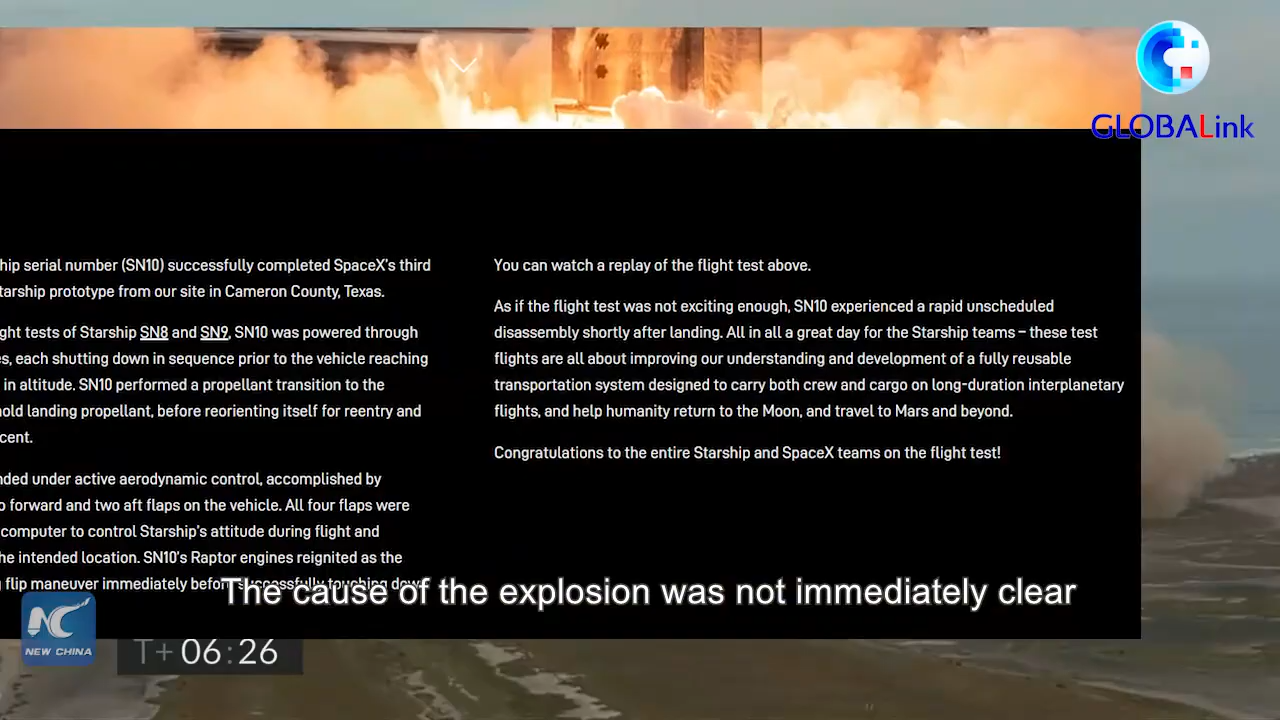 GLOBALink
hip serial number (SN10) successfully completed SpaceX's third
tarship prototype from our site in Cameron County, Texas.
ght tests of Starship SN8 and SN9, SN10 was powered through
es, each shutting down in sequence prior to the vehicle reaching
in altitude. SN10 performed a propellant transition to the
hold landing propellant, before reorienting itself for reentry and
cent.
nded under active aerodynamic control, accomplished by
o forward and two aft flaps on the vehicle. All four flaps were
computer to control Starship's attitude during flight and
he intended location. SN10's Raptor engines reignited as the
flip maneuver immediately before successfully touching down
You can watch a replay of the flight test above.
As if the flight test was not exciting enough, SN10 experienced a rapid unscheduled
disassembly shortly after landing. All in all a great day for the Starship teams – these test
flights are all about improving our understanding and development of a fully reusable
transportation system designed to carry both crew and cargo on long-duration interplanetary
flights, and help humanity return to the Moon, and travel to Mars and beyond.
Congratulations to the entire Starship and SpaceX teams on the flight test!
The cause of the explosion was not immediately clear
NC
NEW CHINA
T+ 06:26